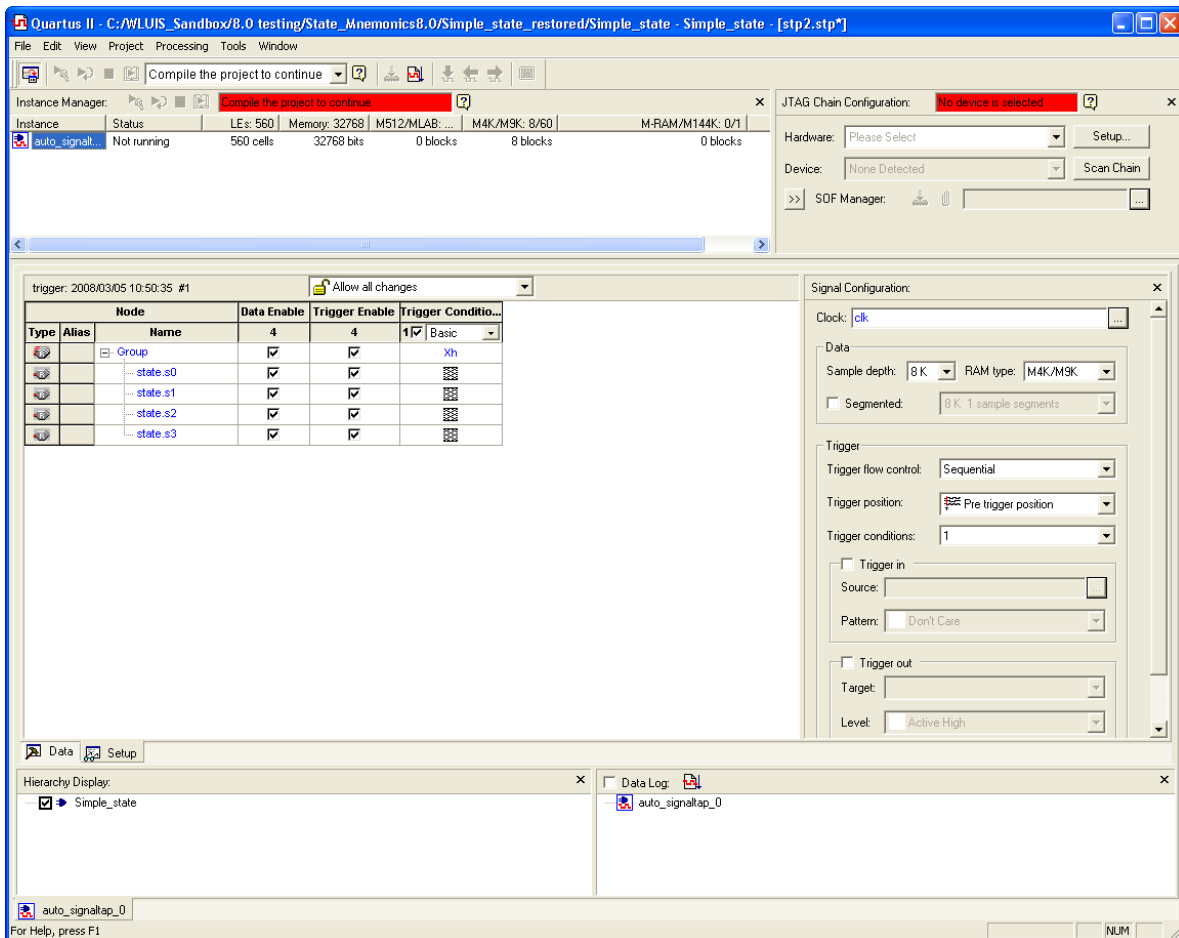 Quartus II - C:/WLUIS_Sandbox/8.0 testing/State_Mnemonics8.0/Simple_state_restored/Simple_state - Simple_state - [stp2.stp*]
File Edit View Project Processing Tools Window
Compile the project to continue
Instance Manager: Compile the project to continue
Instance Status LEs: 560 Memory: 32768 M512/MLAB: ... M4K/M9K: 8/60 M-RAM/M144K: 0/1
auto_signalt... Not running 560 cells 32768 bits 0 blocks 8 blocks 0 blocks
JTAG Chain Configuration: No device is selected
Hardware: Please Select Setup...
Device: None Detected Scan Chain
>> SOF Manager: ...
trigger: 2008/03/05 10:50:35 #1 Allow all changes
Node Data Enable Trigger Enable Trigger Conditio...
Type Alias Name 4 4 1 Basic
Group Xh
state.s0
state.s1
state.s2
state.s3
Signal Configuration:
Clock: clk ...
Data
Sample depth: 8 K RAM type: M4K/M9K
Segmented: 8 K 1 sample segments
Trigger
Trigger flow control: Sequential
Trigger position: Pre trigger position
Trigger conditions: 1
Trigger in
Source: ...
Pattern: Don't Care
Trigger out
Target:
Level: Active High
Data Setup
Hierarchy Display:
Simple_state
Data Log:
auto_signaltap_0
auto_signaltap_0
For Help, press F1 NUM